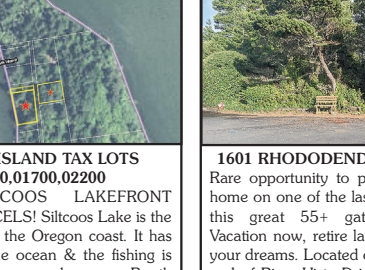 ISLAND TAX LOTS
0,01700,02200
COOS LAKEFRONT
CELS! Siltcoos Lake is the
the Oregon coast. It has
e ocean & the fishing is
1601 RHODODEND
Rare opportunity to p
home on one of the las
this great 55+ gat
Vacation now, retire la
your dreams. Located o